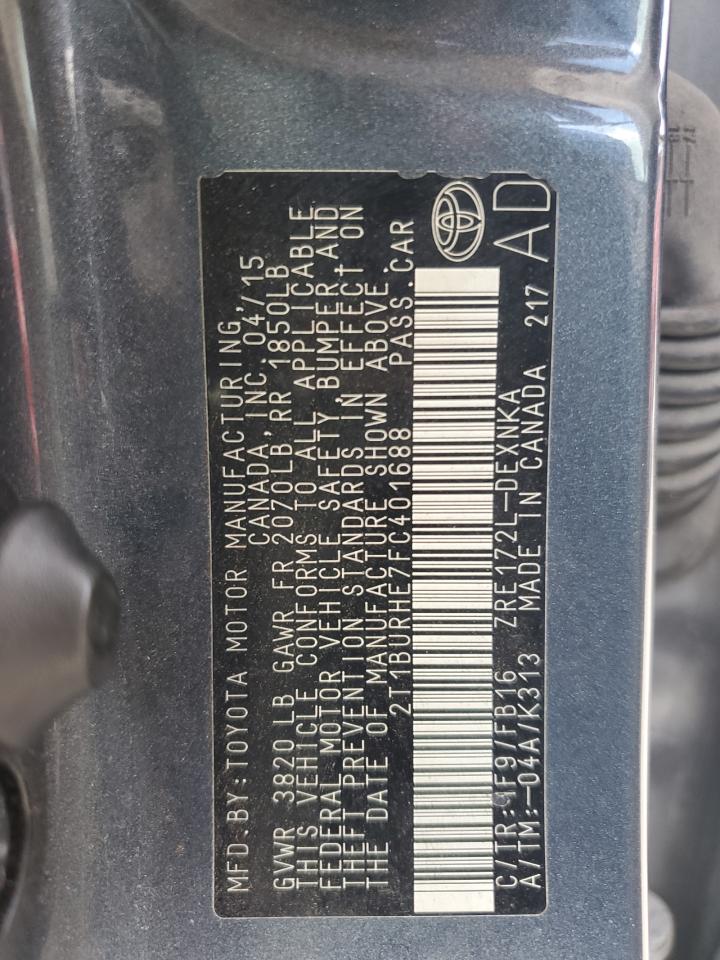 MFD.BY:TOYOTA MOTOR MANUFACTURING,
CANADA, INC. 04/15
GVWR 3820 LB GAWR FR 2070LB, RR 1850LB
THIS VEHICLE CONFORMS TO ALL APPLICABLE
FEDERAL MOTOR VEHICLE SAFETY, BUMPER, AND
THEFT PREVENTION STANDARDS IN EFFECT ON
THE DATE OF MANUFACTURE SHOWN ABOVE.
2T1BURHE7FC401688 PASS.CAR
C/TR:1F9/FB16 ZRE172L-DEXNKA
A/TM:-04A/K313 MADE IN CANADA 217 AD